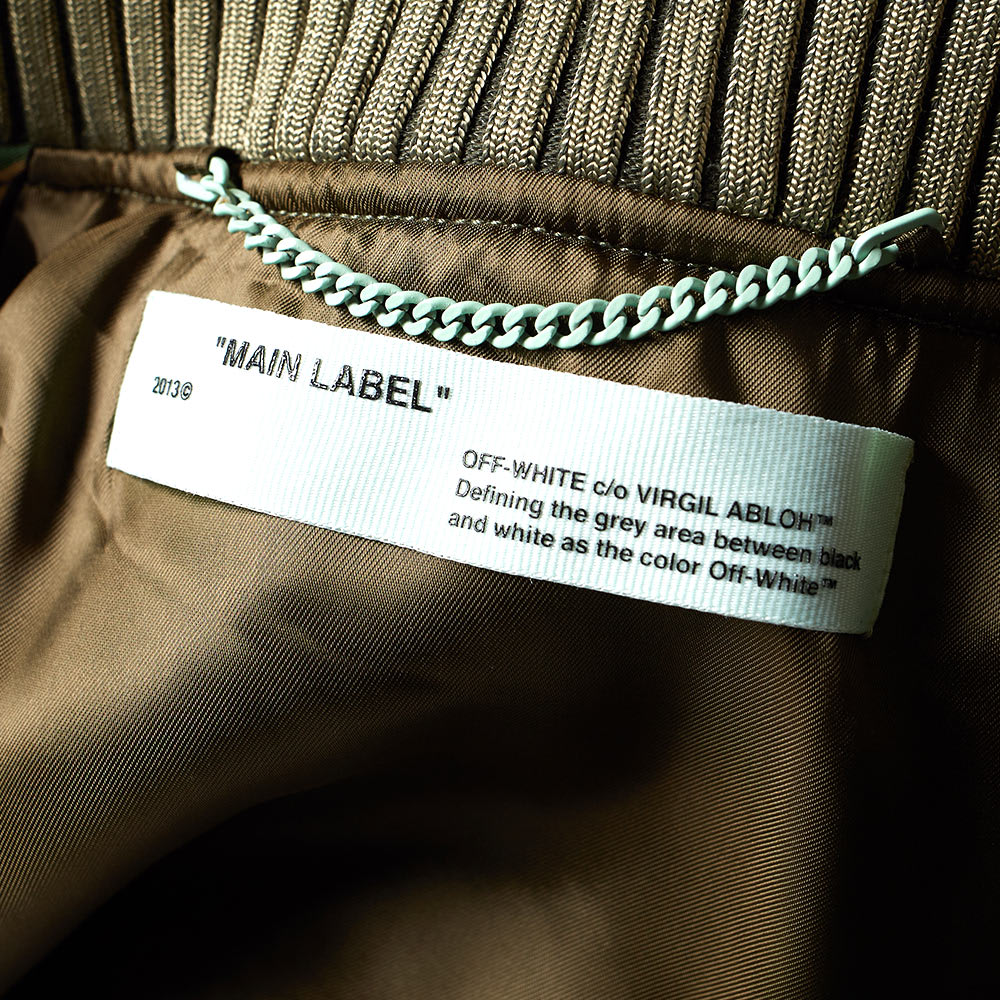 "MAIN LABEL"
2013©
OFF-WHITE c/o VIRGIL ABLOH™
Defining the grey area between black
and white as the color Off-White™